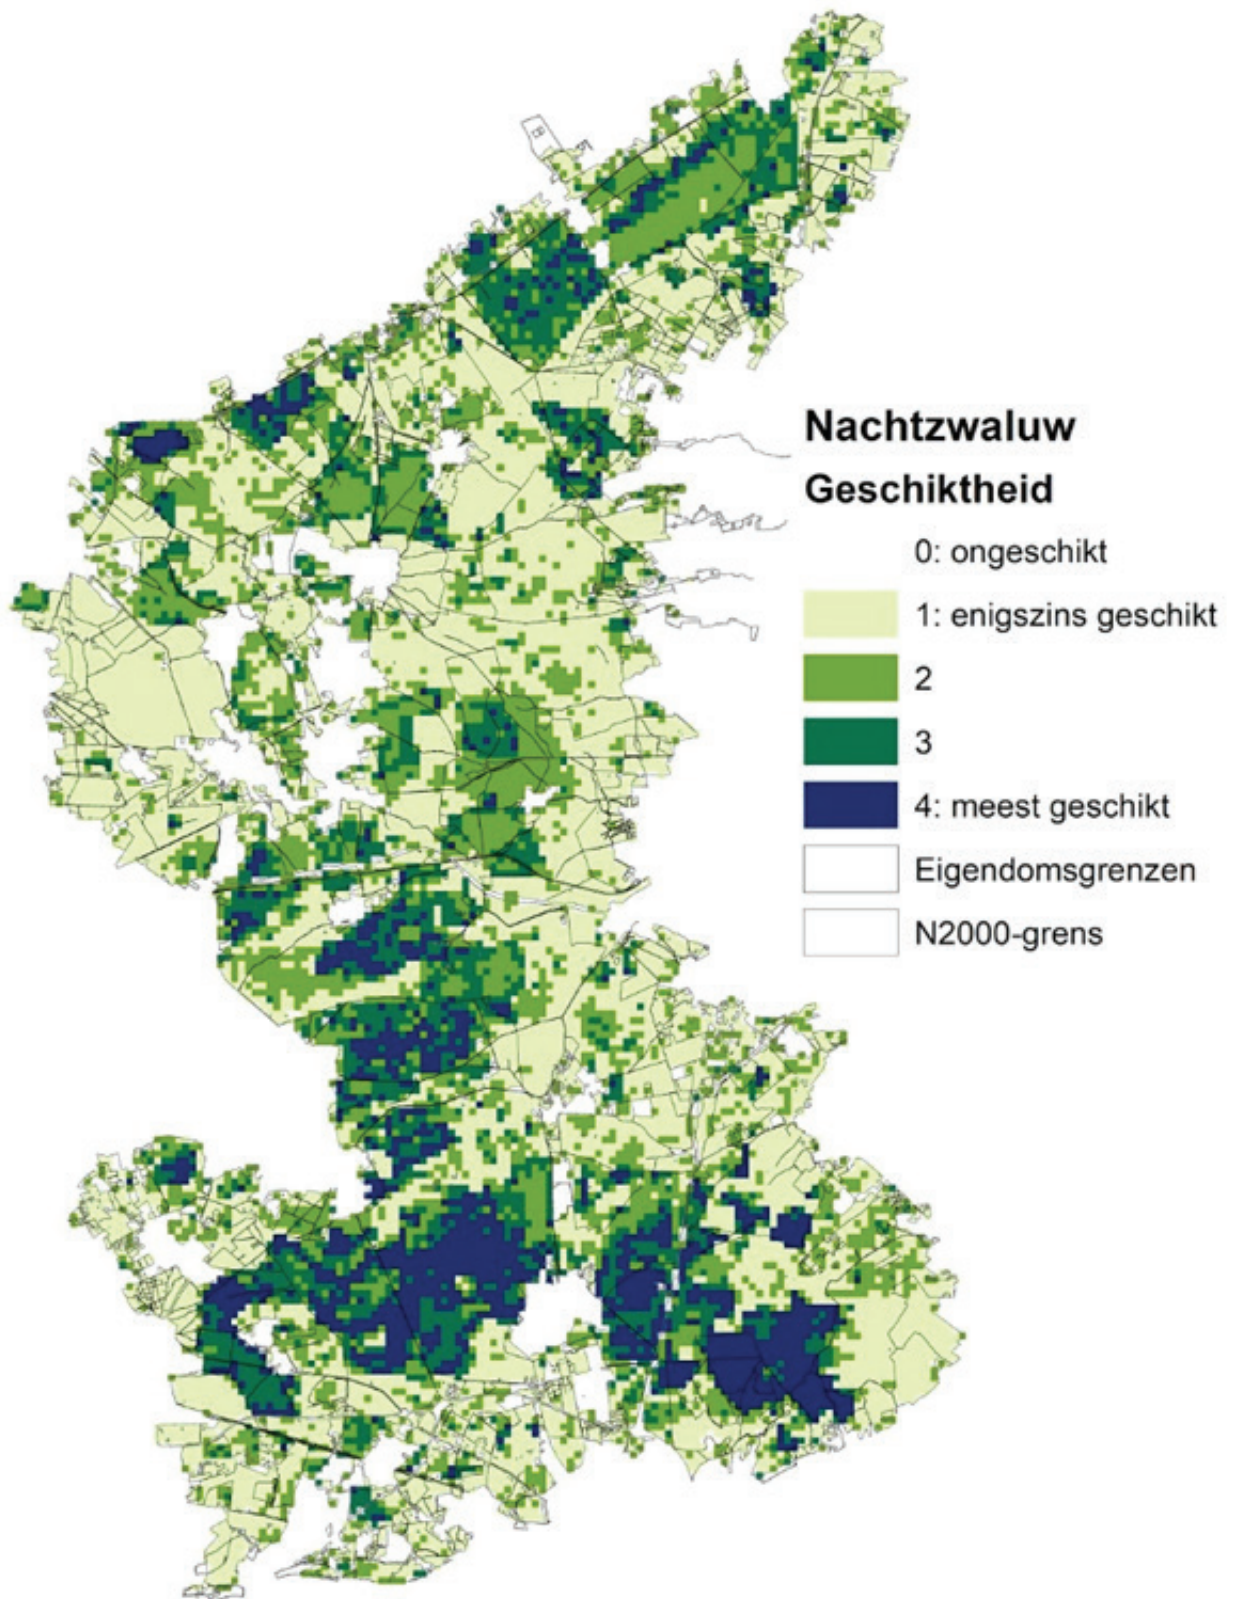 Nachtzwaluw
Geschiktheid
0: ongeschikt
1: enigszins geschikt
2
3
4: meest geschikt
Eigendomsgrenzen
N2000-grens